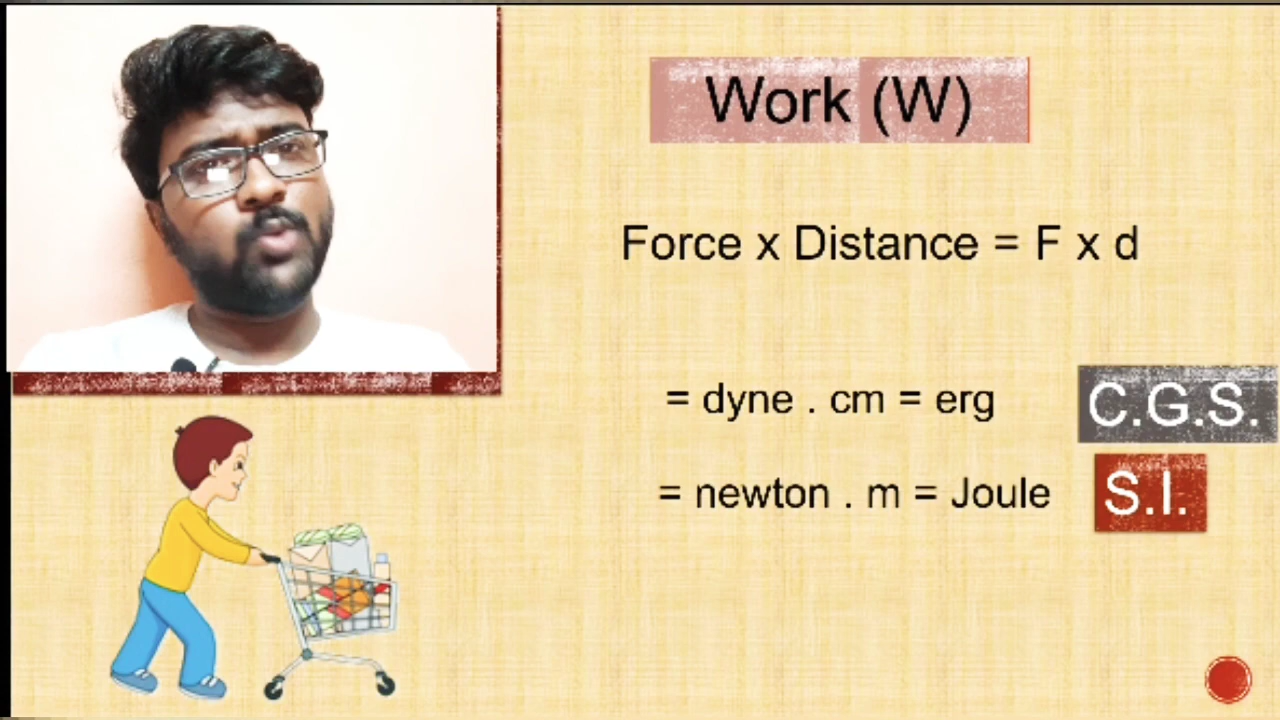 Work (W)
Force x Distance = F x d
= dyne . cm = erg C.G.S.
= newton . m = Joule S.I.